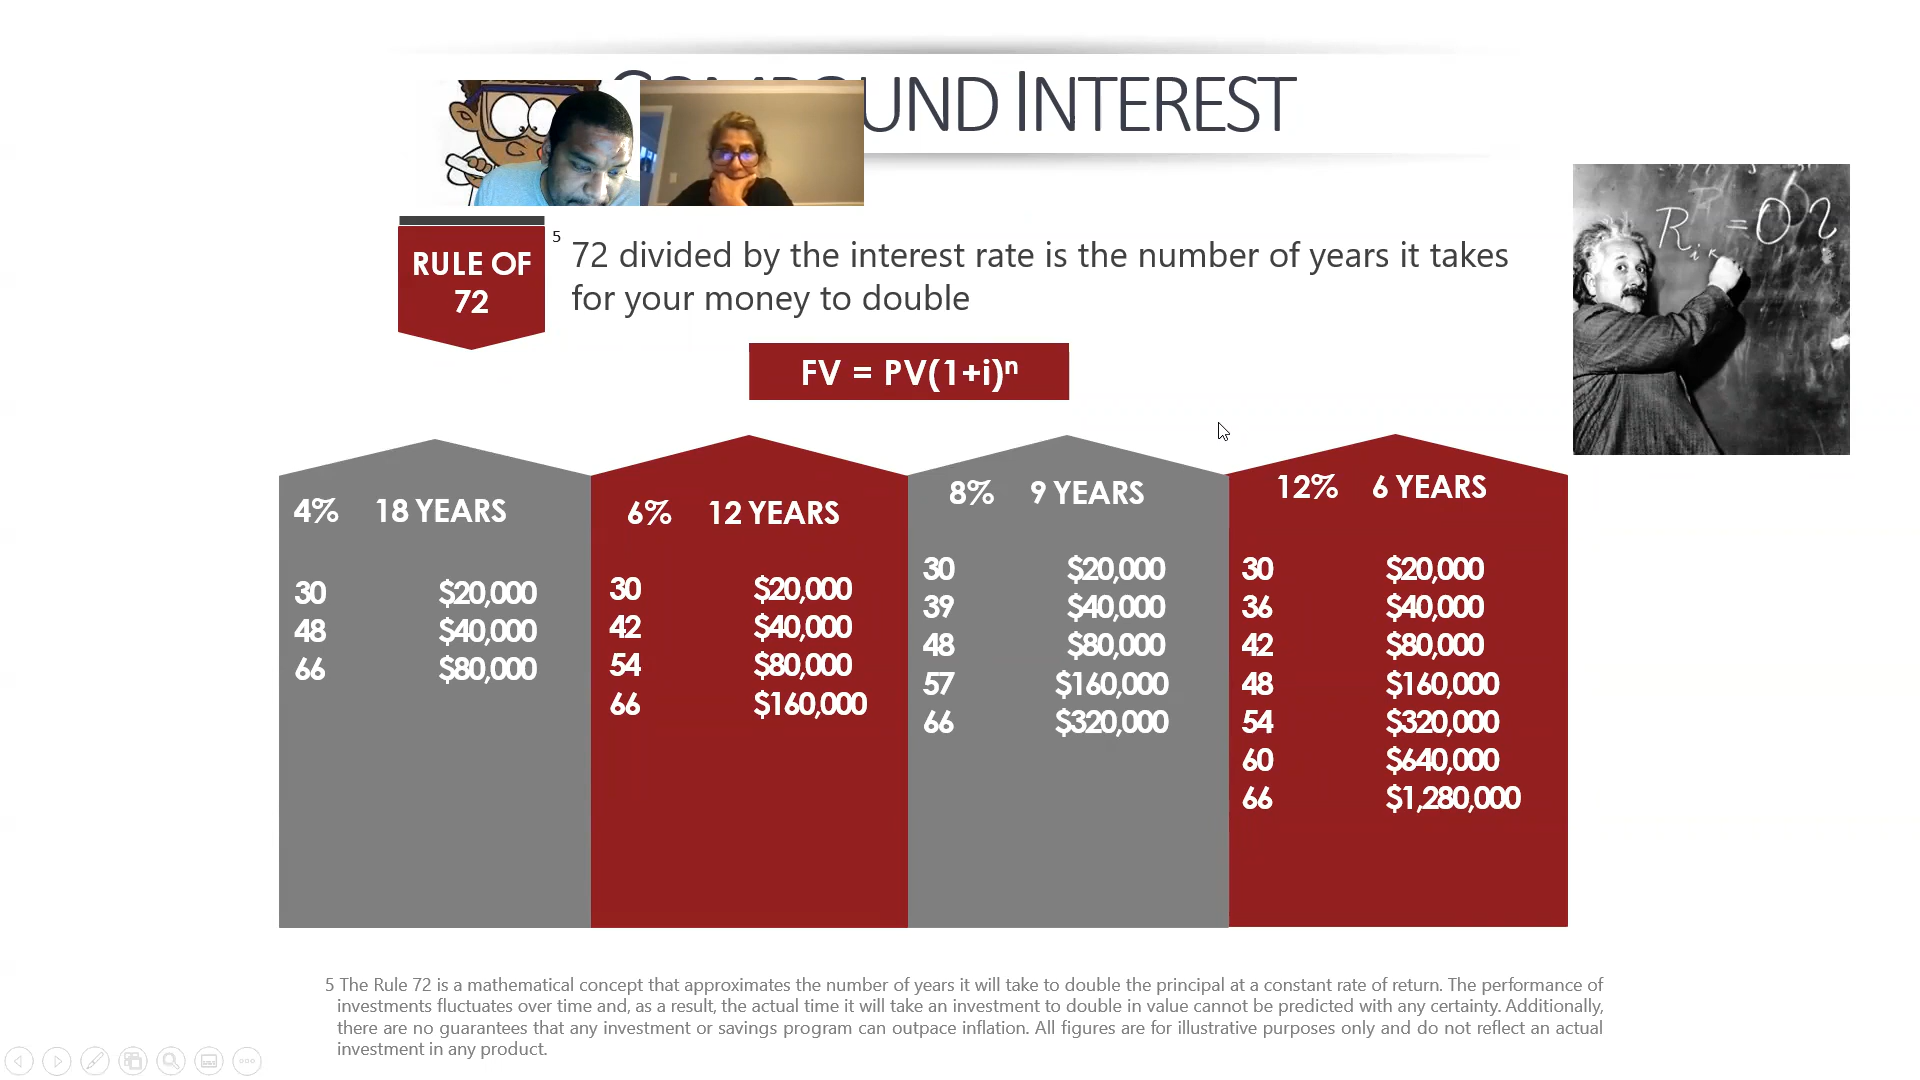 UND INTEREST
RULE OF
72
5
72 divided by the interest rate is the number of years it takes
for your money to double
FV = PV(1+i)ⁿ
4% 18 YEARS
30 $20,000
48 $40,000
66 $80,000
6% 12 YEARS
30 $20,000
42 $40,000
54 $80,000
66 $160,000
8% 9 YEARS
30 $20,000
39 $40,000
48 $80,000
57 $160,000
66 $320,000
12% 6 YEARS
30 $20,000
36 $40,000
42 $80,000
48 $160,000
54 $320,000
60 $640,000
66 $1,280,000
5 The Rule 72 is a mathematical concept that approximates the number of years it will take to double the principal at a constant rate of return. The performance of
investments fluctuates over time and, as a result, the actual time it will take an investment to double in value cannot be predicted with any certainty. Additionally,
there are no guarantees that any investment or savings program can outpace inflation. All figures are for illustrative purposes only and do not reflect an actual
investment in any product.